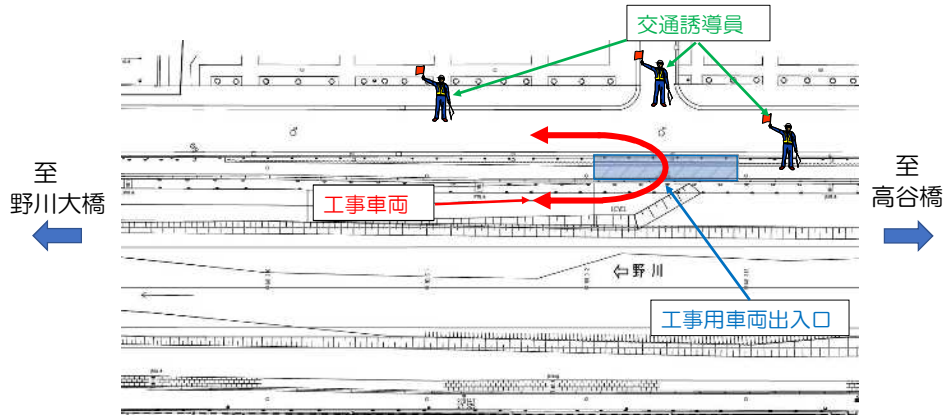 交通誘導員
至
野川大橋
工事車両
至
高谷橋
野川
工事用車両出入口